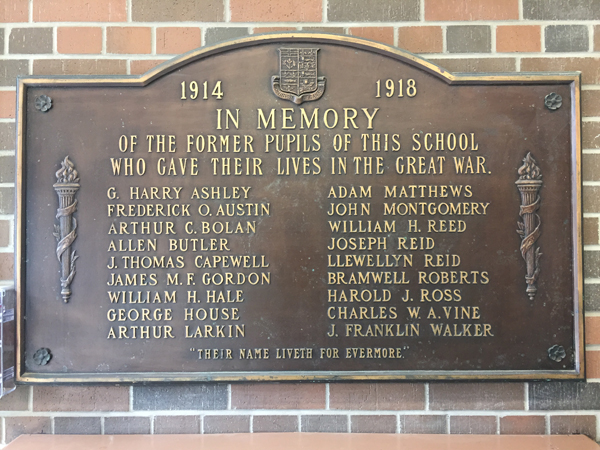 1914 1918
IN MEMORY
OF THE FORMER PUPILS OF THIS SCHOOL
WHO GAVE THEIR LIVES IN THE GREAT WAR.
G. HARRY ASHLEY
FREDERICK O. AUSTIN
ARTHUR C. BOLAN
ALLEN BUTLER
J. THOMAS CAPEWELL
JAMES M. F. GORDON
WILLIAM H. HALE
GEORGE HOUSE
ARTHUR LARKIN
ADAM MATTHEWS
JOHN MONTGOMERY
WILLIAM H. REED
JOSEPH REID
LLEWELLYN REID
BRAMWELL ROBERTS
HAROLD J. ROSS
CHARLES W. A. VINE
J. FRANKLIN WALKER
"THEIR NAME LIVETH FOR EVERMORE."